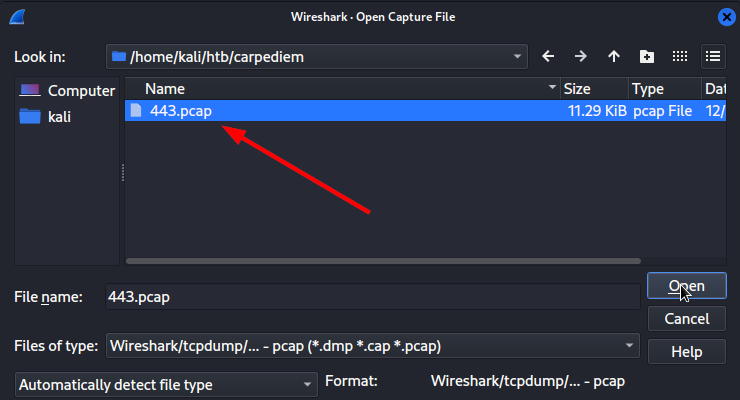 Wireshark · Open Capture File
Look in: /home/kali/htb/carpediem
Computer
kali
Name Size Type Dat
443.pcap 11.29 KiB pcap File 12/
File name: 443.pcap
Open
Files of type: Wireshark/tcpdump/... - pcap (*.dmp *.cap *.pcap)
Cancel
Help
Automatically detect file type
Format: Wireshark/tcpdump/... - pcap